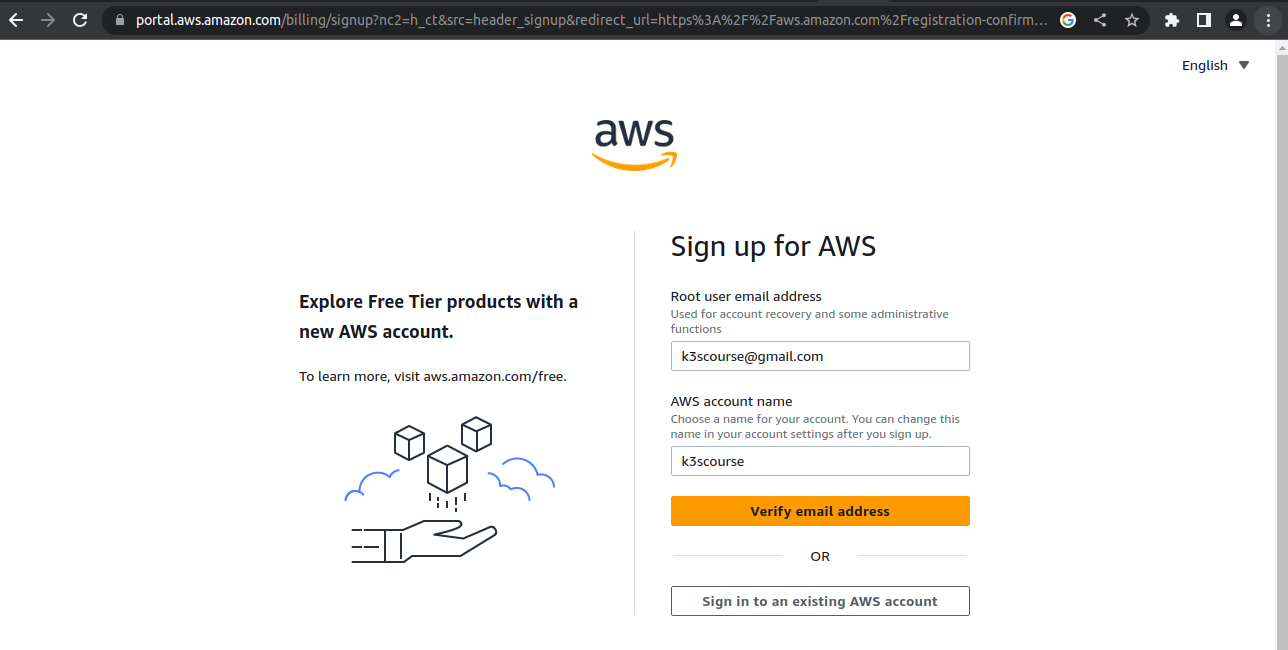 portal.aws.amazon.com/billing/signup?nc2=h_ct&src=header_signup&redirect_url=https%3A%2F%2Faws.amazon.com%2Fregistration-confirm...
English
aws
Sign up for AWS
Root user email address
Used for account recovery and some administrative
functions
k3scourse@gmail.com
AWS account name
Choose a name for your account. You can change this
name in your account settings after you sign up.
k3scourse
Verify email address
OR
Sign in to an existing AWS account
Explore Free Tier products with a
new AWS account.
To learn more, visit aws.amazon.com/free.